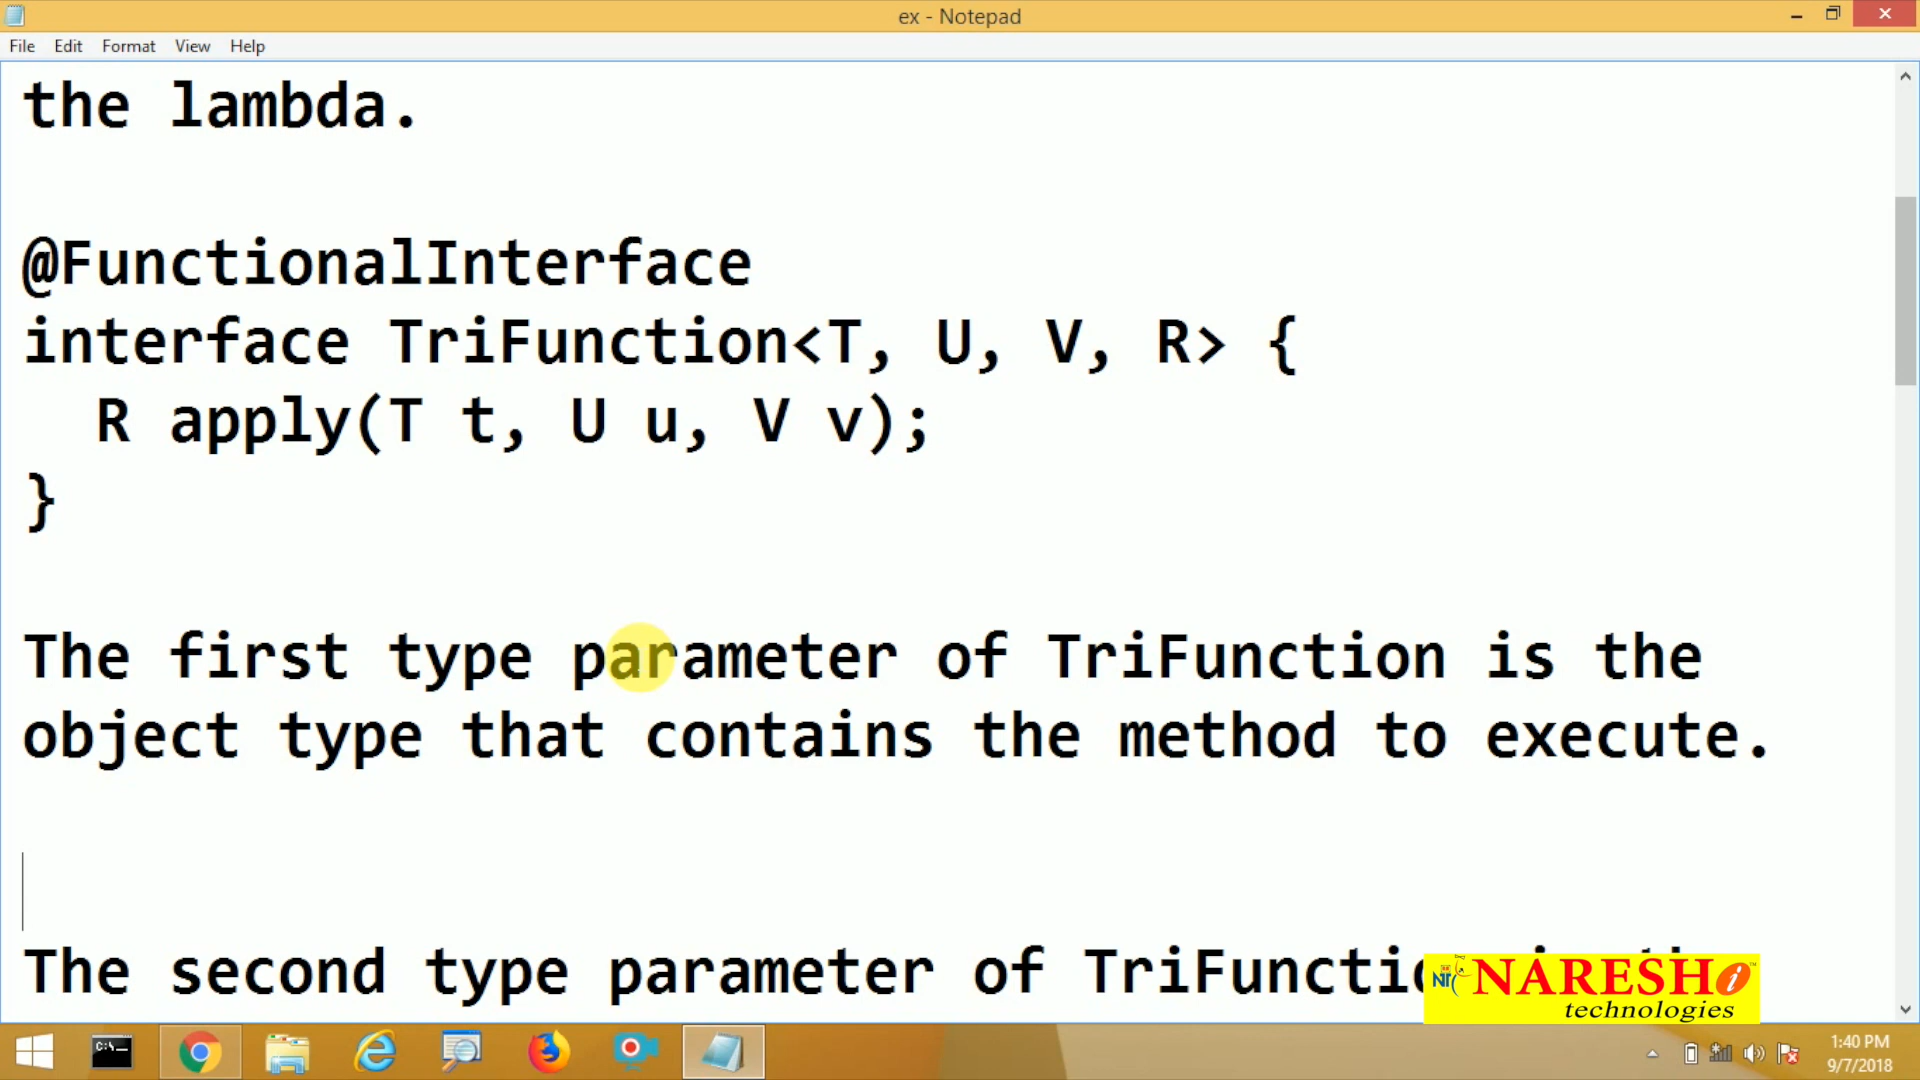 ex - Notepad
File Edit Format View Help
the lambda.
@FunctionalInterface
interface TriFunction<T, U, V, R> {
R apply(T t, U u, V v);
}
The first type parameter of TriFunction is the
object type that contains the method to execute.
The second type parameter of
NARESH i
technologies
C:\
1:40 PM
9/7/2018